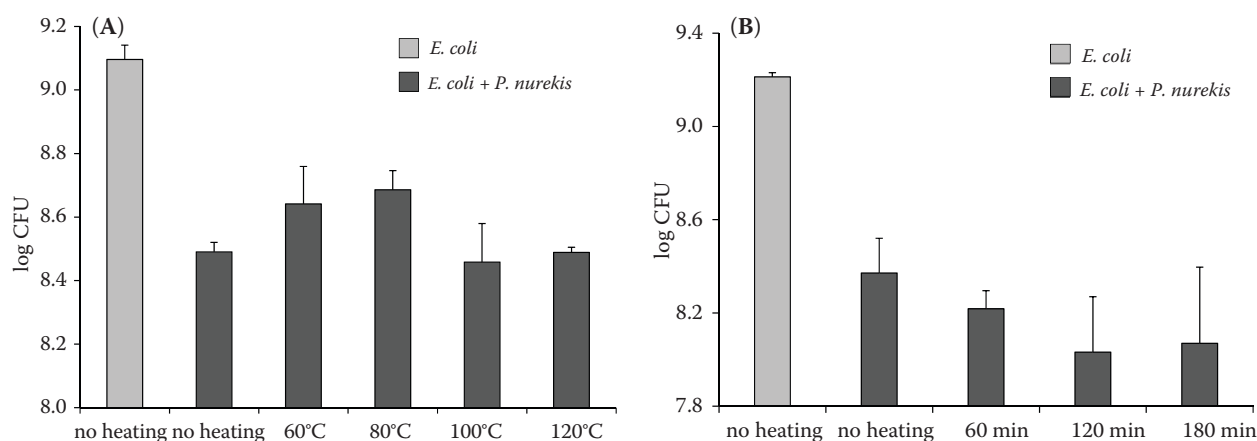 (A)
E. coli
E. coli + P. nurekis
log CFU
9.2
9.0
8.8
8.6
8.4
8.2
8.0
no heating no heating 60°C 80°C 100°C 120°C
(B)
E. coli
E. coli + P. nurekis
log CFU
9.4
9.0
8.6
8.2
7.8
no heating no heating 60 min 120 min 180 min